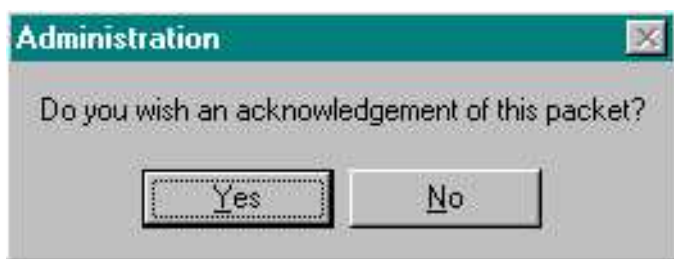 Administration
Do you wish an acknowledgement of this packet?
Yes
No